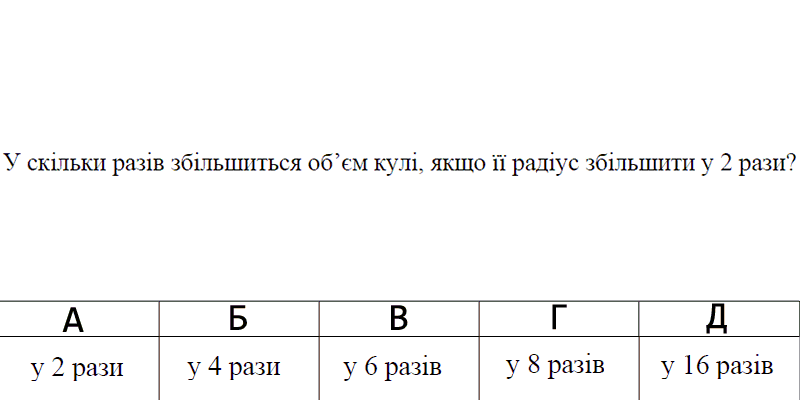 У скільки разів збільшиться об’єм кулі, якщо її радіус збільшити у 2 рази?
А Б В Г Д
у 2 рази у 4 рази у 6 разів у 8 разів у 16 разів